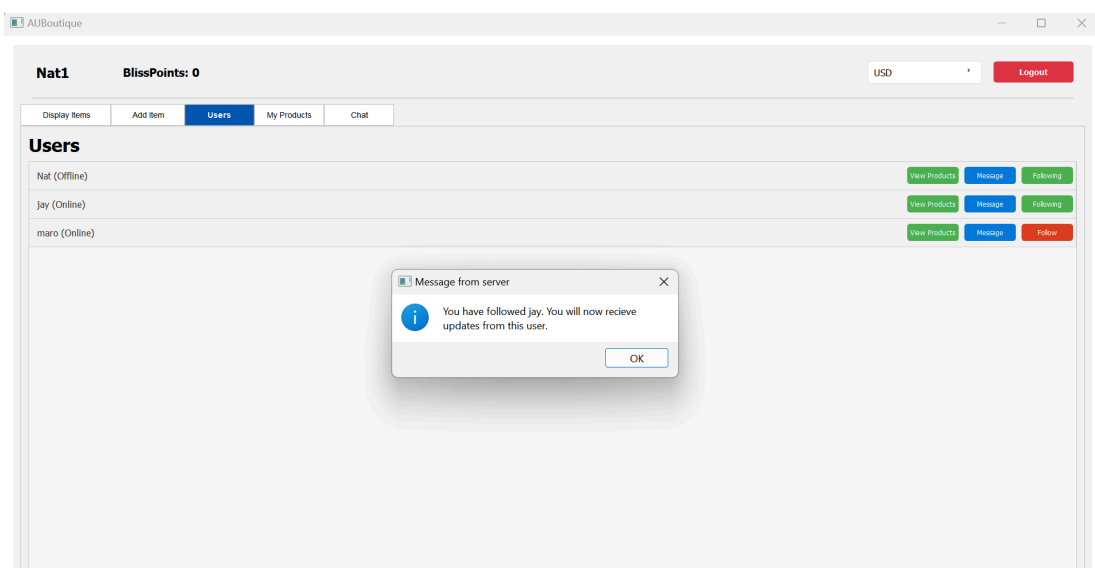 AUBoutique
Nat1 BlissPoints: 0 USD Logout
Display Items Add Item Users My Products Chat
Users
Nat (Offline) View Products Message Following
jay (Online) View Products Message Following
maro (Online) View Products Message Follow
Message from server
You have followed jay. You will now recieve
updates from this user.
OK